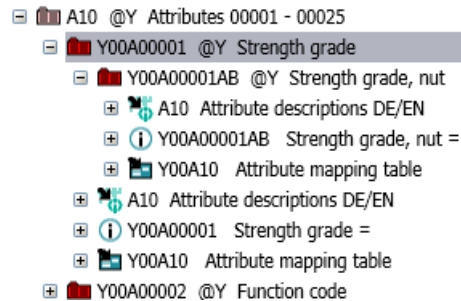 A10 @Y Attributes 00001 - 00025
Y00A00001 @Y Strength grade
Y00A00001AB @Y Strength grade, nut
A10 Attribute descriptions DE/EN
Y00A00001AB Strength grade, nut =
Y00A10 Attribute mapping table
A10 Attribute descriptions DE/EN
Y00A00001 Strength grade =
Y00A10 Attribute mapping table
Y00A00002 @Y Function code